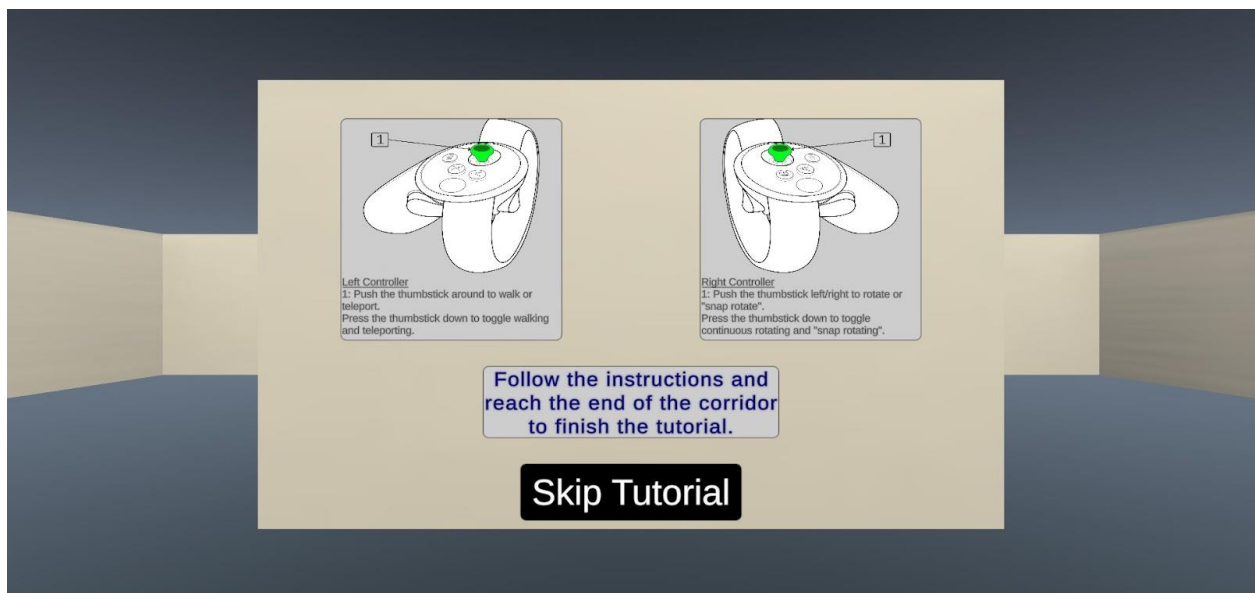 1
Left Controller
1: Push the thumbstick around to walk or
teleport.
Press the thumbstick down to toggle walking
and teleporting.
1
Right Controller
1: Push the thumbstick left/right to rotate or
"snap rotate".
Press the thumbstick down to toggle
continuous rotating and "snap rotating".
Follow the instructions and
reach the end of the corridor
to finish the tutorial.
Skip Tutorial